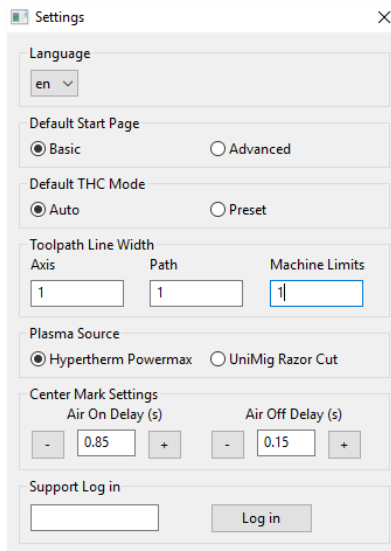 Settings
Language
en
Default Start Page
Basic Advanced
Default THC Mode
Auto Preset
Toolpath Line Width
Axis Path Machine Limits
1 1 1
Plasma Source
Hypertherm Powermax UniMig Razor Cut
Center Mark Settings
Air On Delay (s) Air Off Delay (s)
- 0.85 + - 0.15 +
Support Log in
Log in